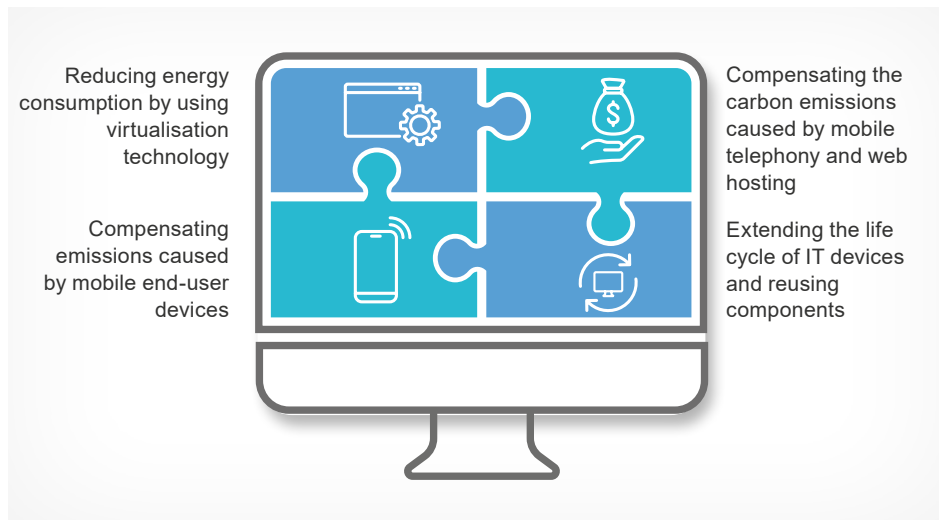 Reducing energy
consumption by using
virtualisation
technology
Compensating the
carbon emissions
caused by mobile
telephony and web
hosting
$
Compensating
emissions caused
by mobile end-user
devices
Extending the life
cycle of IT devices
and reusing
components